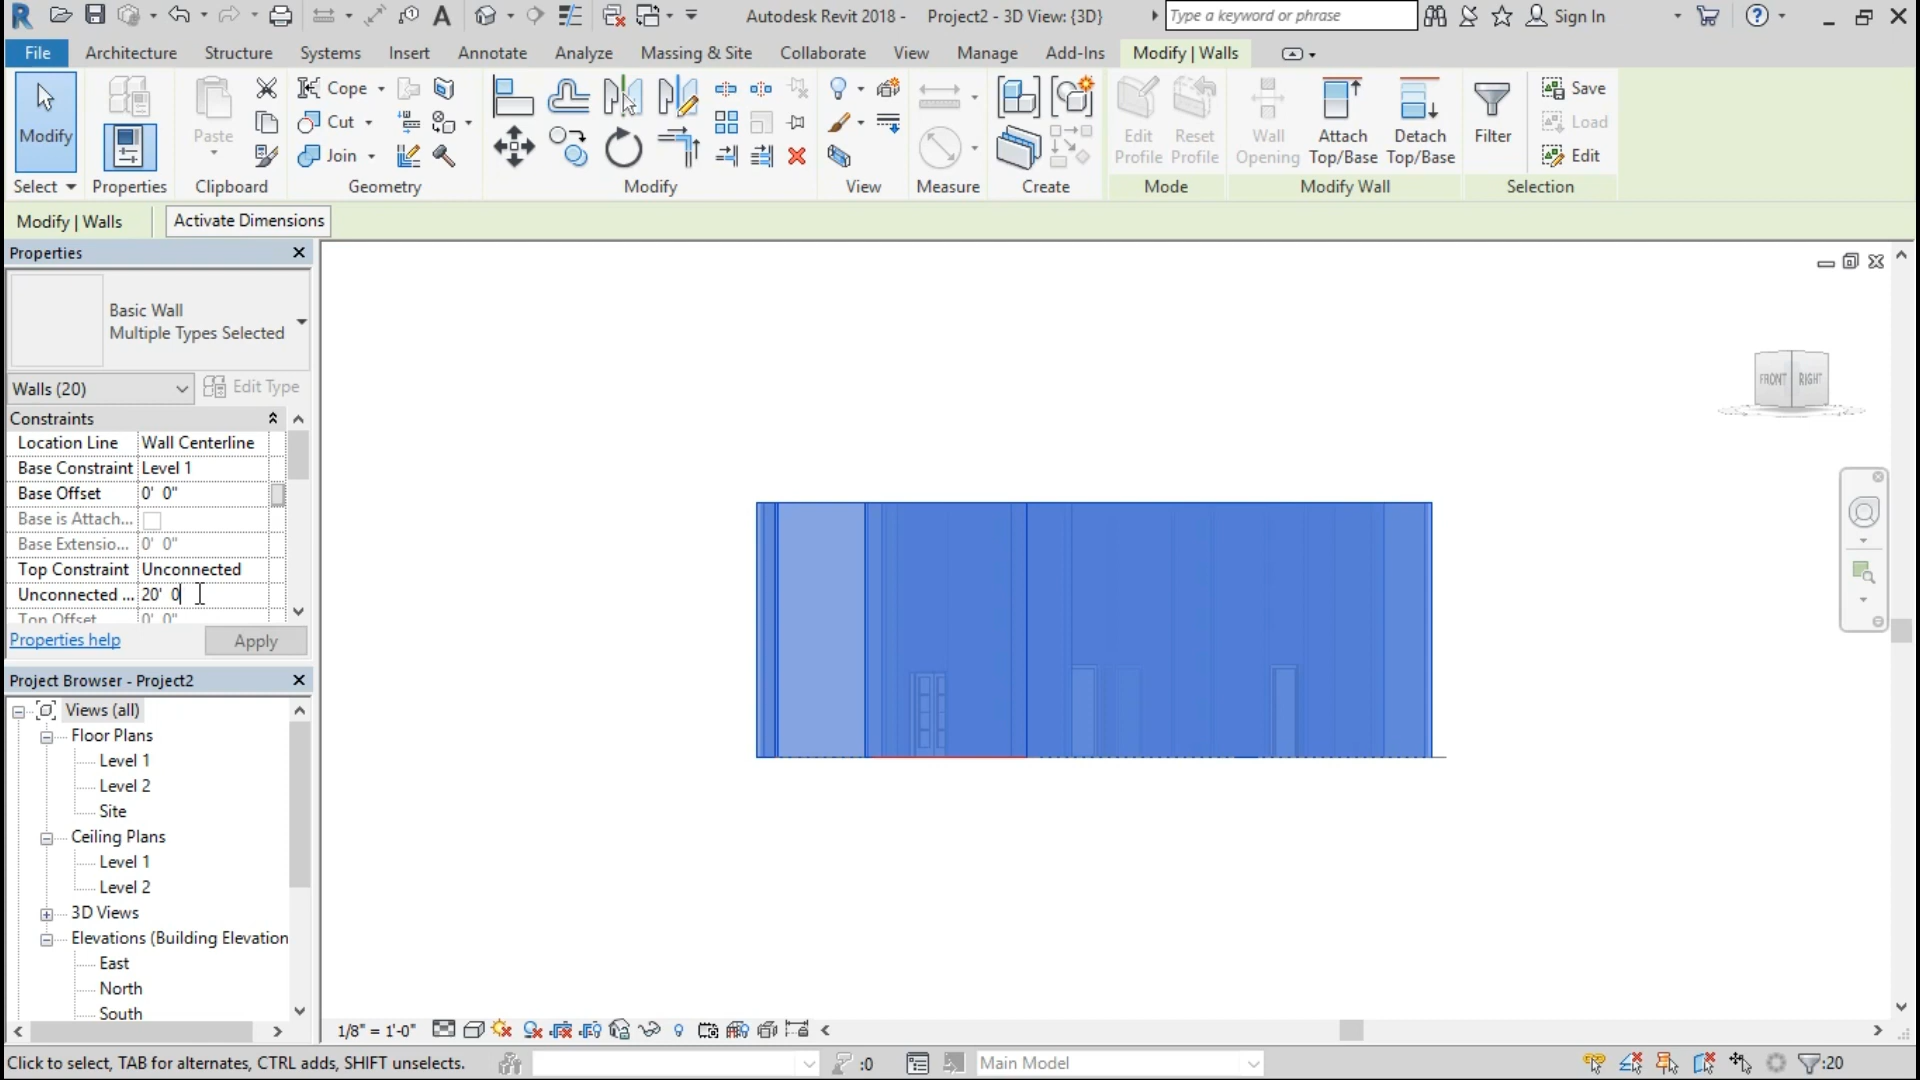 Autodesk Revit 2018 - Project2 - 3D View: {3D}
Type a keyword or phrase
Sign In
File Architecture Structure Systems Insert Annotate Analyze Massing & Site Collaborate View Manage Add-Ins Modify | Walls
Modify
Paste
Cope
Cut
Join
Edit Profile
Reset Profile
Wall Opening
Attach Top/Base
Detach Top/Base
Filter
Save
Load
Edit
Select Properties Clipboard Geometry Modify View Measure Create Mode Modify Wall Selection
Modify | Walls Activate Dimensions
Properties
Basic Wall
Multiple Types Selected
Walls (20) Edit Type
Constraints
Location Line Wall Centerline
Base Constraint Level 1
Base Offset 0' 0"
Base is Attach...
Base Extensio... 0' 0"
Top Constraint Unconnected
Unconnected ... 20' 0
Top Offset 0' 0"
Properties help Apply
Project Browser - Project2
Views (all)
Floor Plans
Level 1
Level 2
Site
Ceiling Plans
Level 1
Level 2
3D Views
Elevations (Building Elevation
East
North
South
FRONT RIGHT
1/8" = 1'-0"
Click to select, TAB for alternates, CTRL adds, SHIFT unselects.
:0
Main Model
:20